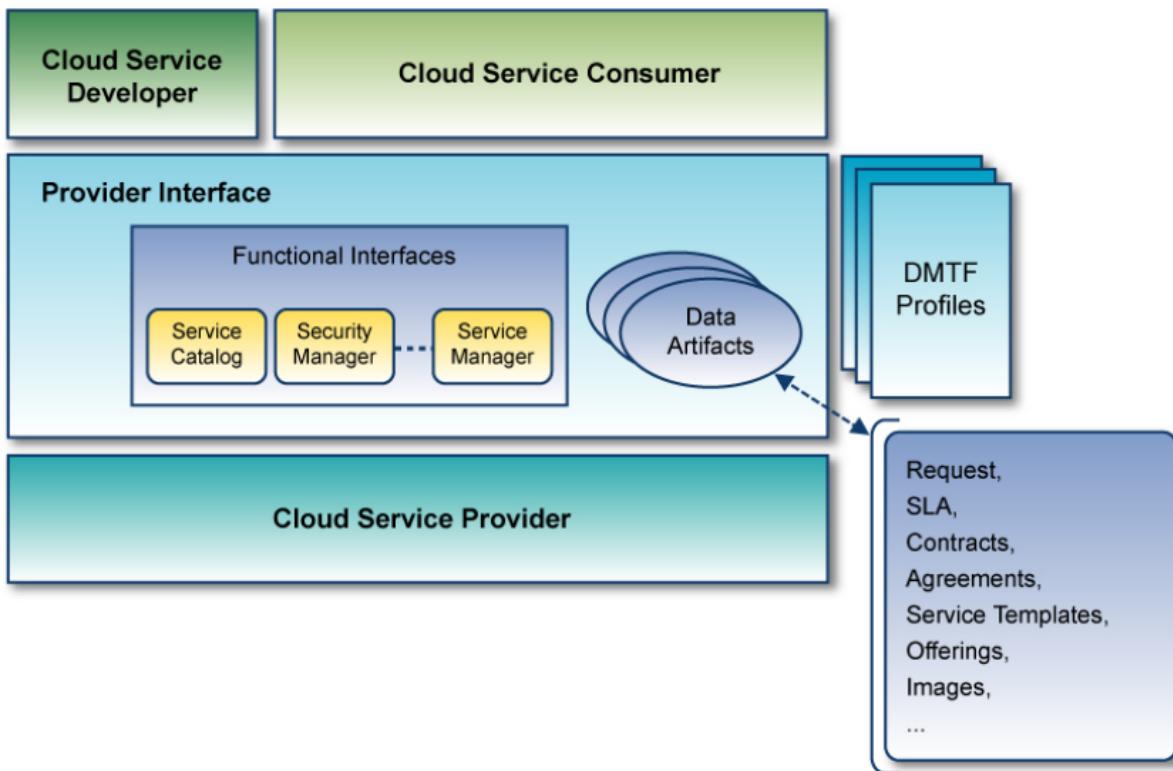 Cloud Service
Developer
Cloud Service Consumer
Provider Interface
Functional Interfaces
Service
Catalog
Security
Manager
Service
Manager
Data
Artifacts
DMTF
Profiles
Cloud Service Provider
Request,
SLA,
Contracts,
Agreements,
Service Templates,
Offerings,
Images,
...